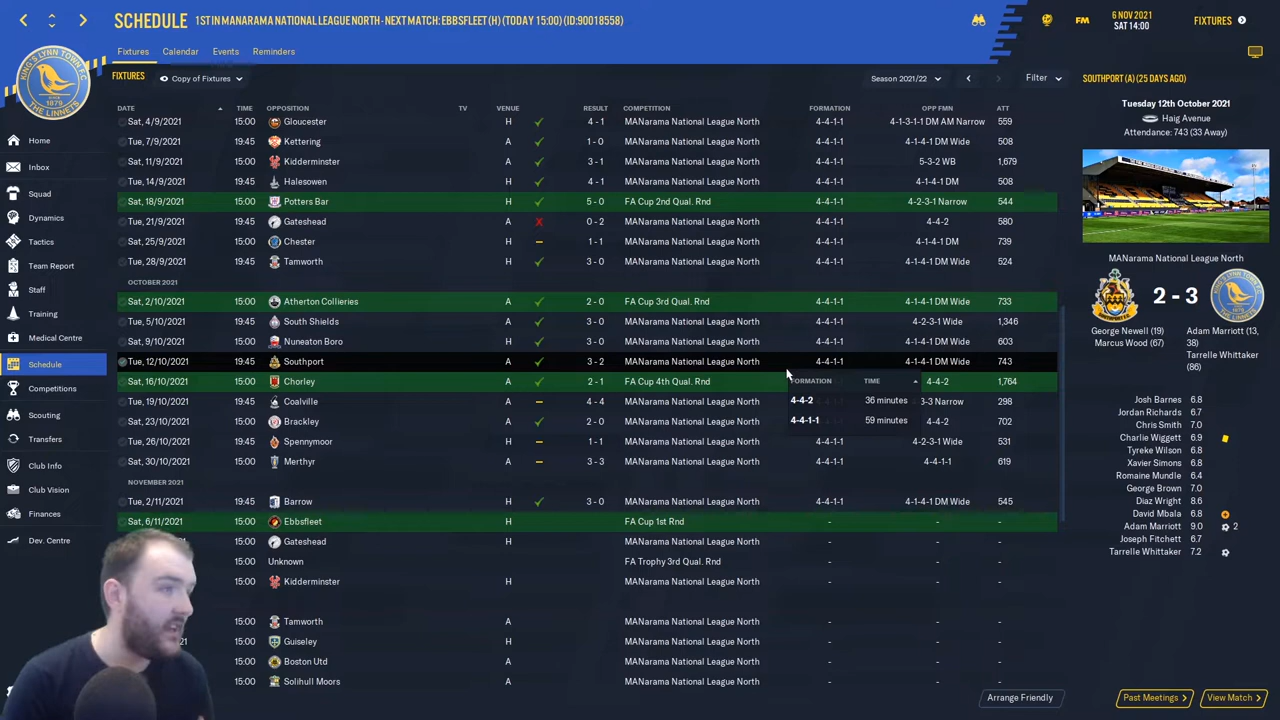 SCHEDULE 1ST IN MANARAMA NATIONAL LEAGUE NORTH - NEXT MATCH: EBBSFLEET (H) (TODAY 15:00) (ID:90018558)
FM 6 NOV 2021 SAT 14:00 FIXTURES
Fixtures Calendar Events Reminders
KING'S LYNN TOWN F.C
1879
THE LINNETS
FIXTURES Copy of Fixtures Season 2021/22 Filter
DATE TIME OPPOSITION TV VENUE RESULT COMPETITION FORMATION OPP FMN ATT
Sat, 4/9/2021 15:00 Gloucester H 4 - 1 MANarama National League North 4-4-1-1 4-1-3-1-1 DM AM Narrow 559
Tue, 7/9/2021 19:45 Kettering A 1 - 0 MANarama National League North 4-4-1-1 4-1-4-1 DM Wide 508
Sat, 11/9/2021 15:00 Kidderminster A 3 - 1 MANarama National League North 4-4-1-1 5-3-2 WB 1,679
Tue, 14/9/2021 19:45 Halesowen H 4 - 1 MANarama National League North 4-4-1-1 4-1-4-1 DM 508
Sat, 18/9/2021 15:00 Potters Bar H 5 - 0 FA Cup 2nd Qual. Rnd 4-4-1-1 4-2-3-1 Narrow 544
Tue, 21/9/2021 19:45 Gateshead A 0 - 2 MANarama National League North 4-4-1-1 4-4-2 580
Sat, 25/9/2021 15:00 Chester H 1 - 1 MANarama National League North 4-4-1-1 4-1-4-1 DM 739
Tue, 28/9/2021 19:45 Tamworth H 3 - 0 MANarama National League North 4-4-1-1 4-1-4-1 DM Wide 524
OCTOBER 2021
Sat, 2/10/2021 15:00 Atherton Collieries A 2 - 0 FA Cup 3rd Qual. Rnd 4-4-1-1 4-1-4-1 DM Wide 733
Tue, 5/10/2021 19:45 South Shields A 3 - 0 MANarama National League North 4-4-1-1 4-2-3-1 Wide 1,346
Sat, 9/10/2021 15:00 Nuneaton Boro H 3 - 0 MANarama National League North 4-4-1-1 4-1-4-1 DM Wide 603
Tue, 12/10/2021 19:45 Southport A 3 - 2 MANarama National League North 4-4-1-1 4-1-4-1 DM Wide 743
Sat, 16/10/2021 15:00 Chorley A 2 - 1 FA Cup 4th Qual. Rnd 4-4-2 1,764
Tue, 19/10/2021 19:45 Coalville A 4 - 4 MANarama National League North 3-3 Narrow 298
Sat, 23/10/2021 15:00 Brackley A 2 - 0 MANarama National League North 4-4-2 702
Tue, 26/10/2021 19:45 Spennymoor H 1 - 1 MANarama National League North 4-4-1-1 4-2-3-1 Wide 531
Sat, 30/10/2021 15:00 Merthyr A 3 - 3 MANarama National League North 4-4-1-1 4-4-1-1 619
FORMATION TIME
4-4-2 36 minutes
4-4-1-1 59 minutes
NOVEMBER 2021
Tue, 2/11/2021 19:45 Barrow H 3 - 0 MANarama National League North 4-4-1-1 4-1-4-1 DM Wide 545
Sat, 6/11/2021 15:00 Ebbsfleet H FA Cup 1st Rnd - - -
15:00 Gateshead H MANarama National League North - - -
15:00 Unknown FA Trophy 3rd Qual. Rnd - - -
15:00 Kidderminster H MANarama National League North - - -
15:00 Tamworth A MANarama National League North - - -
15:00 Guiseley H MANarama National League North - - -
15:00 Boston Utd A MANarama National League North - - -
15:00 Solihull Moors A MANarama National League North - - -
Arrange Friendly
Home
Inbox
Squad
Dynamics
Tactics
Team Report
Staff
Training
Medical Centre
Schedule
Competitions
Scouting
Transfers
Club Info
Club Vision
Finances
Dev. Centre
SOUTHPORT (A) (25 DAYS AGO)
Tuesday 12th October 2021
Haig Avenue
Attendance: 743 (33 Away)
MANarama National League North
2 - 3
George Newell (19)
Marcus Wood (67)
Adam Marriott (13, 38)
Tarrelle Whittaker (86)
Josh Barnes 6.8
Jordan Richards 6.7
Chris Smith 7.0
Charlie Wiggett 6.9
Tyreke Wilson 6.8
Xavier Simons 6.8
Romaine Mundle 6.4
George Brown 7.0
Diaz Wright 8.6
David Mbala 6.8
Adam Marriott 9.0 2
Joseph Fitchett 6.7
Tarrelle Whittaker 7.2
Past Meetings View Match